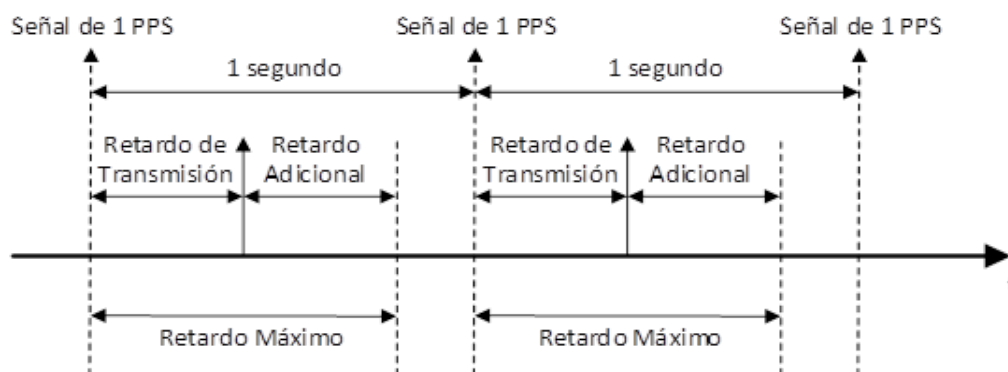 Señal de 1 PPS
Señal de 1 PPS
Señal de 1 PPS
1 segundo
1 segundo
Retardo de
Transmisión
Retardo
Adicional
Retardo de
Transmisión
Retardo
Adicional
Retardo Máximo
Retardo Máximo